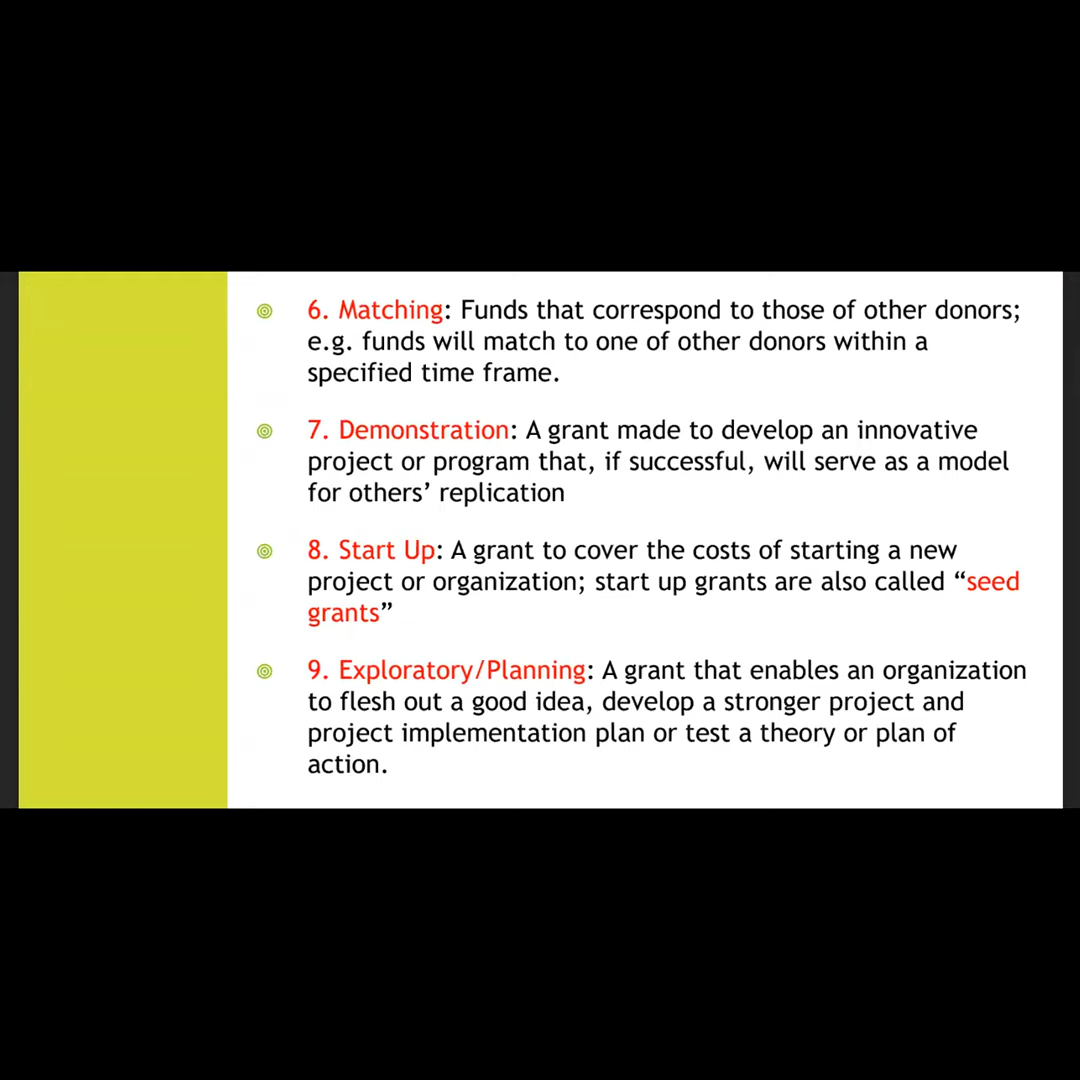 6. Matching: Funds that correspond to those of other donors;
e.g. funds will match to one of other donors within a
specified time frame.
7. Demonstration: A grant made to develop an innovative
project or program that, if successful, will serve as a model
for others’ replication
8. Start Up: A grant to cover the costs of starting a new
project or organization; start up grants are also called “seed
grants”
9. Exploratory/Planning: A grant that enables an organization
to flesh out a good idea, develop a stronger project and
project implementation plan or test a theory or plan of
action.